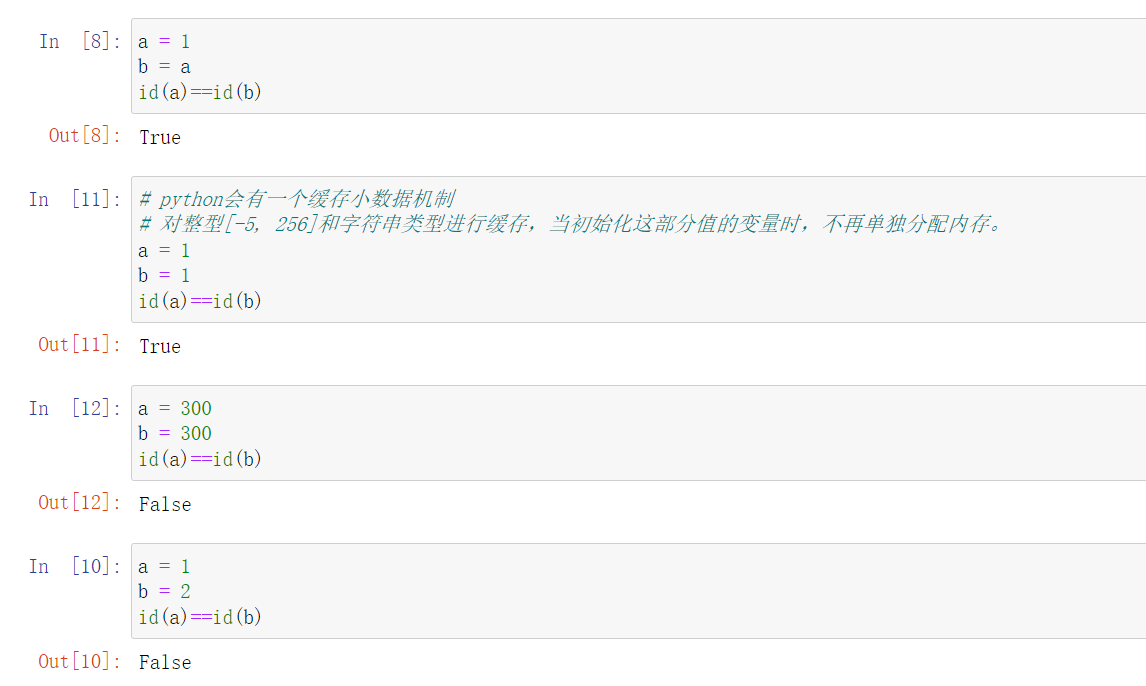 In [8]: a = 1
b = a
id(a)==id(b)
Out[8]: True
In [11]: # python会有一个缓存小数据机制
# 对整型[-5, 256]和字符串类型进行缓存，当初始化这部分值的变量时，不再单独分配内存。
a = 1
b = 1
id(a)==id(b)
Out[11]: True
In [12]: a = 300
b = 300
id(a)==id(b)
Out[12]: False
In [10]: a = 1
b = 2
id(a)==id(b)
Out[10]: False